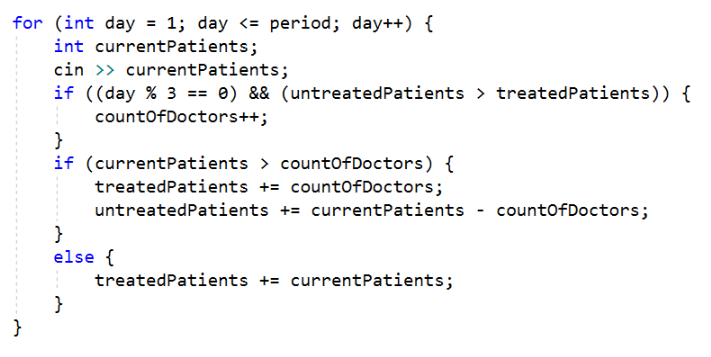 for (int day = 1; day <= period; day++) {
    int currentPatients;
    cin >> currentPatients;
    if ((day % 3 == 0) && (untreatedPatients > treatedPatients)) {
        countOfDoctors++;
    }
    if (currentPatients > countOfDoctors) {
        treatedPatients += countOfDoctors;
        untreatedPatients += currentPatients - countOfDoctors;
    }
    else {
        treatedPatients += currentPatients;
    }
}